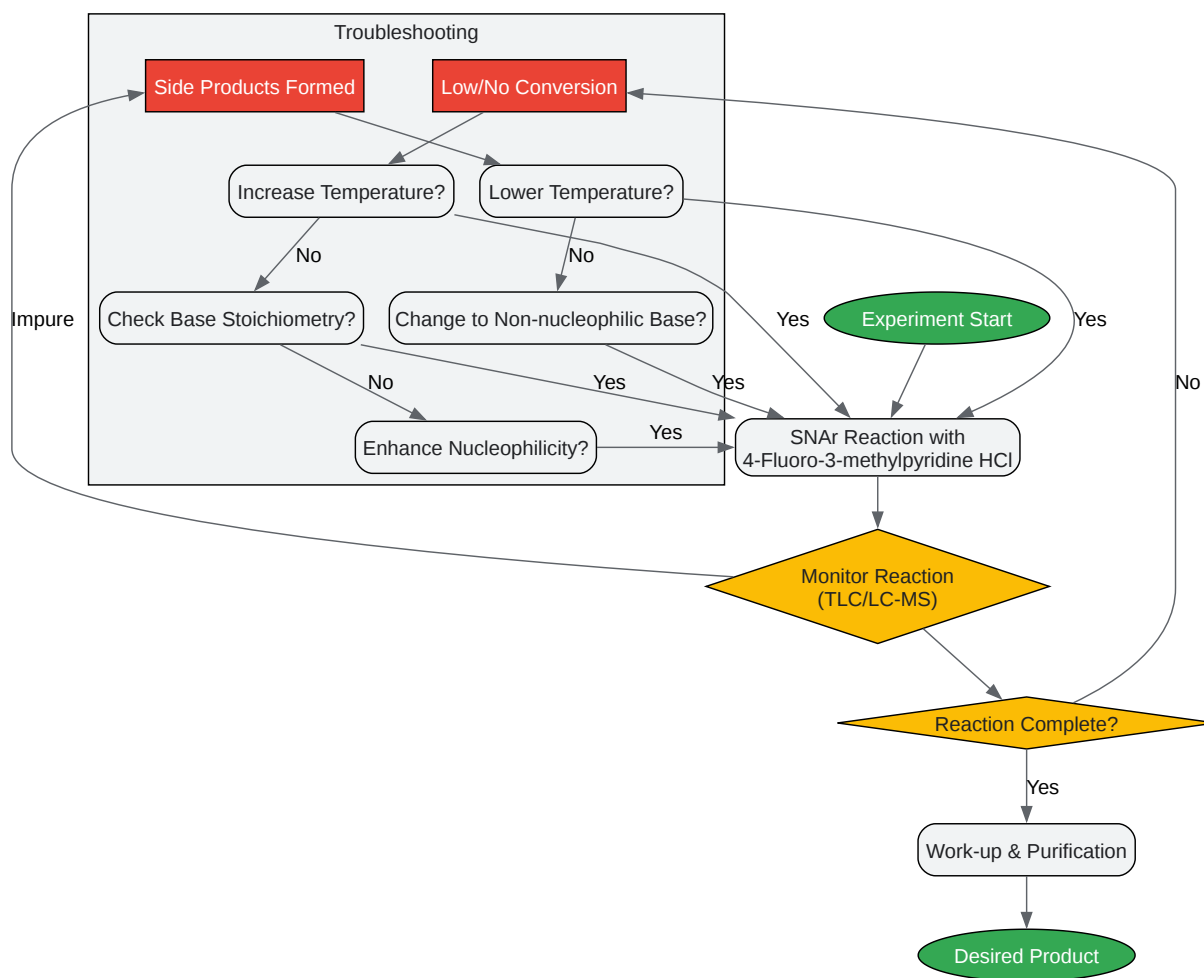 Troubleshooting
Side Products Formed
Low/No Conversion
Increase Temperature?
Lower Temperature?
No
No
Impure
Check Base Stoichiometry?
Change to Non-nucleophilic Base?
Yes
Experiment Start
Yes
No
Yes
Yes
No
Enhance Nucleophilicity?
Yes
SNAr Reaction with
4-Fluoro-3-methylpyridine HCl
Monitor Reaction
(TLC/LC-MS)
Reaction Complete?
Yes
Work-up & Purification
Desired Product